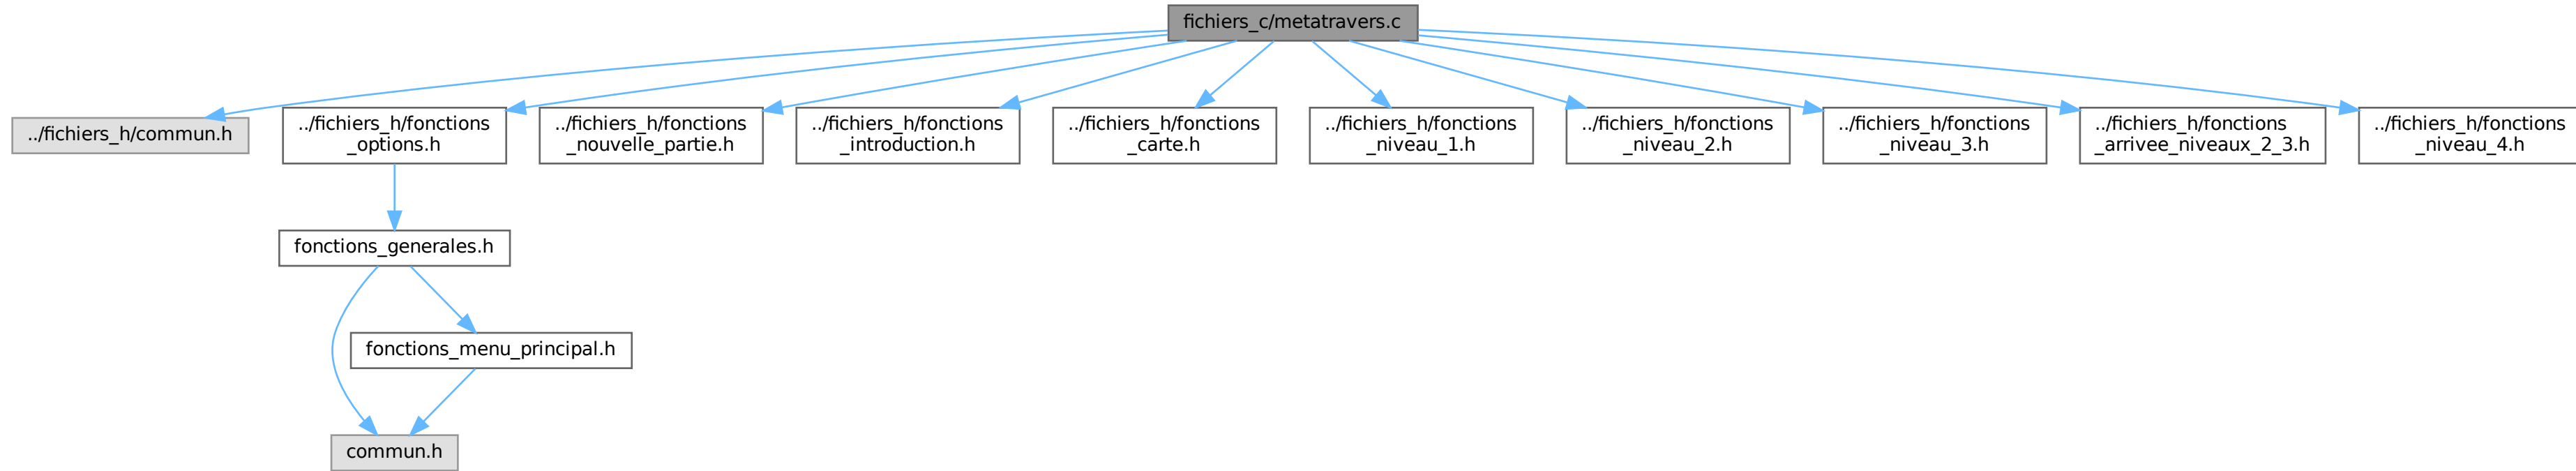 fichiers_c/metatravers.c
../fichiers_h/commun.h
../fichiers_h/fonctions
_options.h
../fichiers_h/fonctions
_nouvelle_partie.h
../fichiers_h/fonctions
_introduction.h
../fichiers_h/fonctions
_carte.h
../fichiers_h/fonctions
_niveau_1.h
../fichiers_h/fonctions
_niveau_2.h
../fichiers_h/fonctions
_niveau_3.h
../fichiers_h/fonctions
_arrivee_niveaux_2_3.h
../fichiers_h/fonctions
_niveau_4.h
fonctions_generales.h
fonctions_menu_principal.h
commun.h